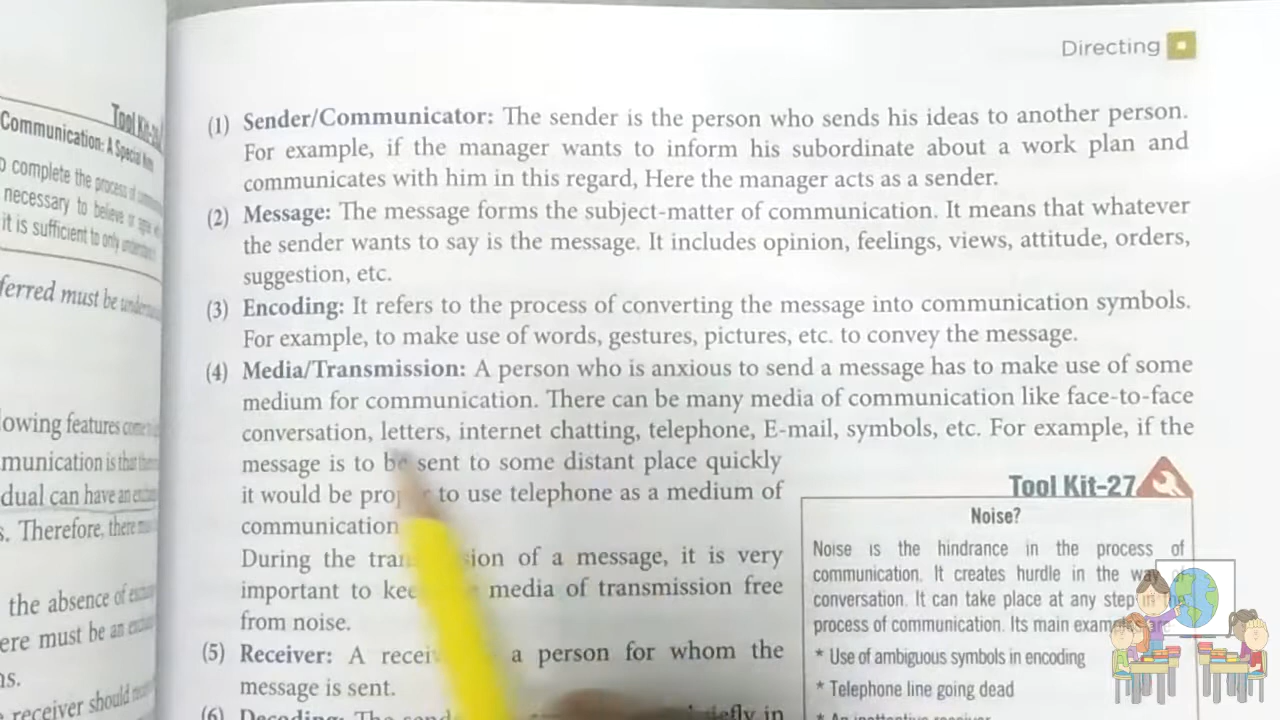 Directing
Tool Kit-
Communication: A Special
complete the process of
necessary to believe or
it is sufficient to only
ferred must be
owing features
munication is that
dual can have an
s. Therefore, there
the absence of
ere must be an
ns.
receiver should
(1) Sender/Communicator: The sender is the person who sends his ideas to another person.
For example, if the manager wants to inform his subordinate about a work plan and
communicates with him in this regard, Here the manager acts as a sender.
(2) Message: The message forms the subject-matter of communication. It means that whatever
the sender wants to say is the message. It includes opinion, feelings, views, attitude, orders,
suggestion, etc.
(3) Encoding: It refers to the process of converting the message into communication symbols.
For example, to make use of words, gestures, pictures, etc. to convey the message.
(4) Media/Transmission: A person who is anxious to send a message has to make use of some
medium for communication. There can be many media of communication like face-to-face
conversation, letters, internet chatting, telephone, E-mail, symbols, etc. For example, if the
message is to be sent to some distant place quickly
it would be to use telephone as a medium of
communication
During the of a message, it is very
important to media of transmission free
from noise.
(5) Receiver: A a person for whom the
message is sent.
(6) Decoding: The
Tool Kit-27
Noise?
Noise is the hindrance in the process of
communication. It creates hurdle in the way of
conversation. It can take place at any step in the
process of communication. Its main examples are
* Use of ambiguous symbols in encoding
* Telephone line going dead
* An inattentive receiver